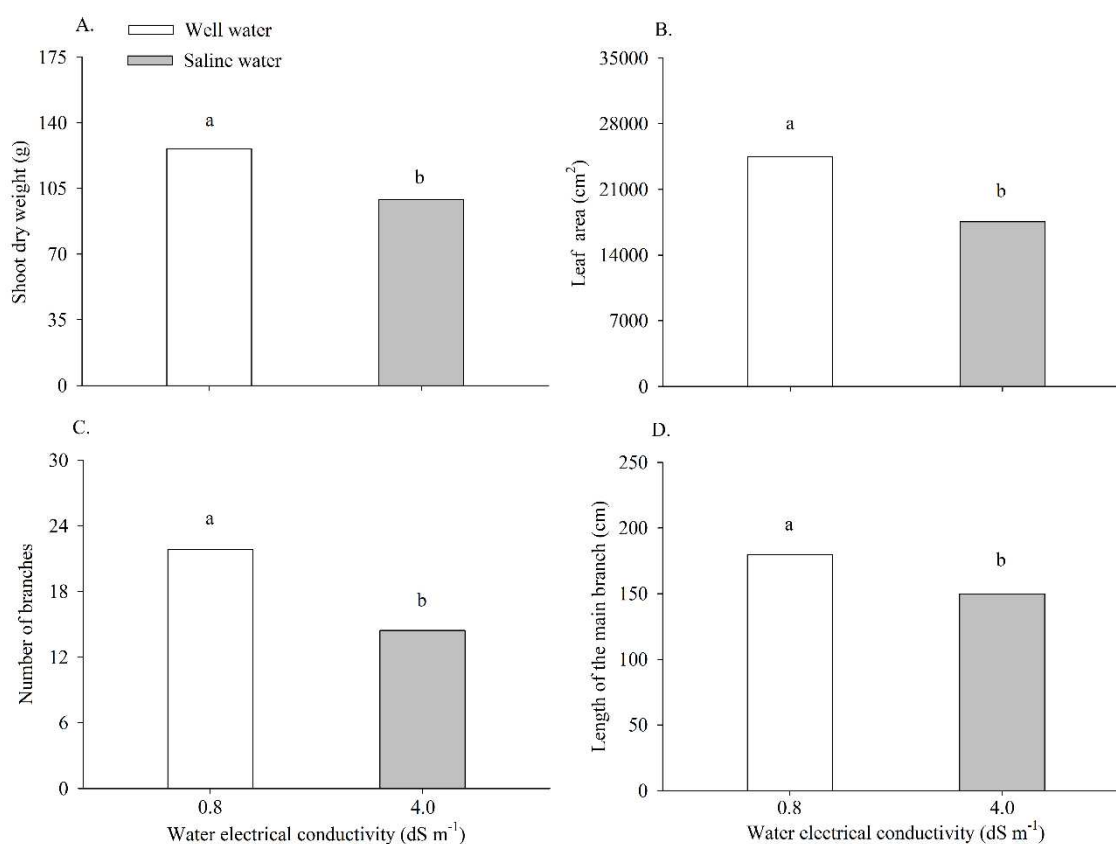 A.
Well water
Saline water
175
140
105
70
35
0
Shoot dry weight (g)
a
b
B.
35000
28000
21000
14000
7000
0
Leaf area (cm²)
a
b
C.
30
24
18
12
6
0
Number of branches
a
b
0.8
4.0
Water electrical conductivity (dS m⁻¹)
D.
250
200
150
100
50
0
Length of the main branch (cm)
a
b
0.8
4.0
Water electrical conductivity (dS m⁻¹)